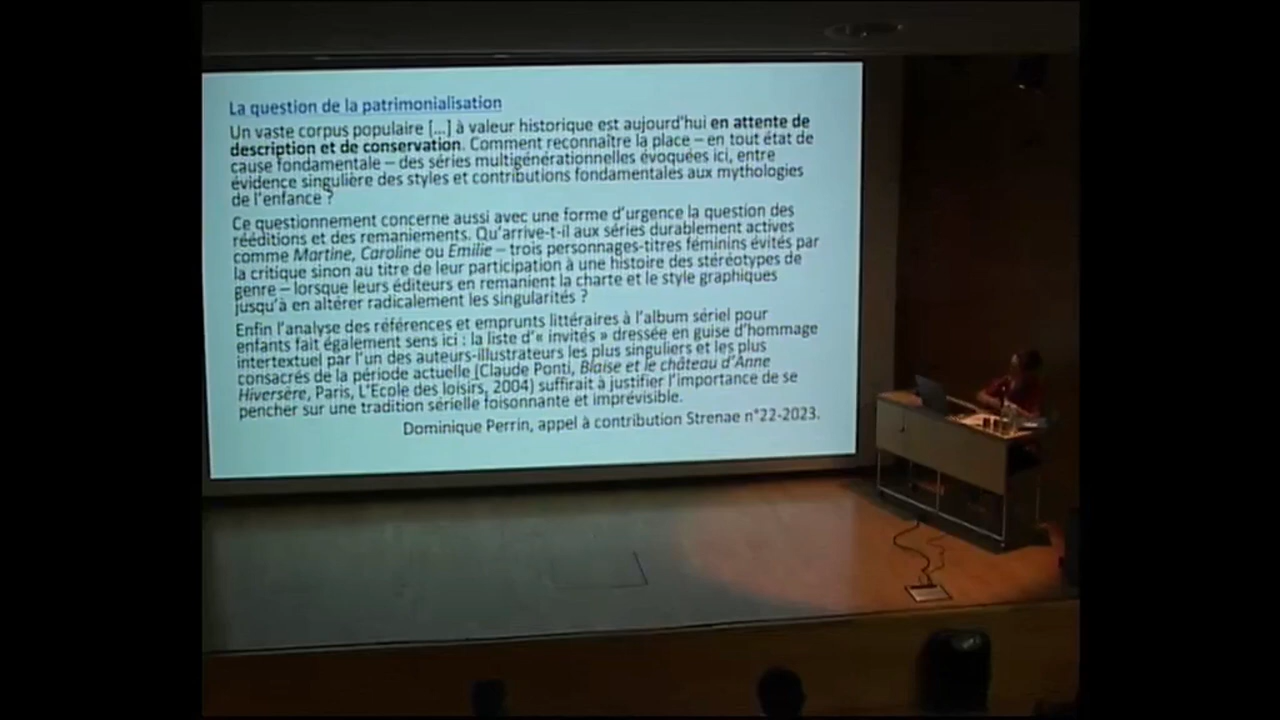 La question de la patrimonialisation
Un vaste corpus populaire [...] à valeur historique est aujourd'hui en attente de
description et de conservation. Comment reconnaître la place – en tout état de
cause fondamentale – des séries multigénérationnelles évoquées ici, entre
évidence singulière des styles et contributions fondamentales aux mythologies
de l'enfance ?
Ce questionnement concerne aussi avec une forme d'urgence la question des
rééditions et des remaniements. Qu'arrive-t-il aux séries durablement actives
comme Martine, Caroline ou Emilie – trois personnages-titres féminins évités par
la critique sinon au titre de leur participation à une histoire des stéréotypes de
genre – lorsque leurs éditeurs en remanient la charte et le style graphiques
jusqu'à en altérer radicalement les singularités ?
Enfin l'analyse des références et emprunts littéraires à l'album sériel pour
enfants fait également sens ici : la liste d'« invités » dressée en guise d'hommage
intertextuel par l'un des auteurs-illustrateurs les plus singuliers et les plus
consacrés de la période actuelle (Claude Ponti, Blaise et le château d'Anne
Hiversère, Paris, L'Ecole des loisirs, 2004) suffirait à justifier l'importance de se
pencher sur une tradition sérielle foisonnante et imprévisible.
Dominique Perrin, appel à contribution Strenae n°22-2023.